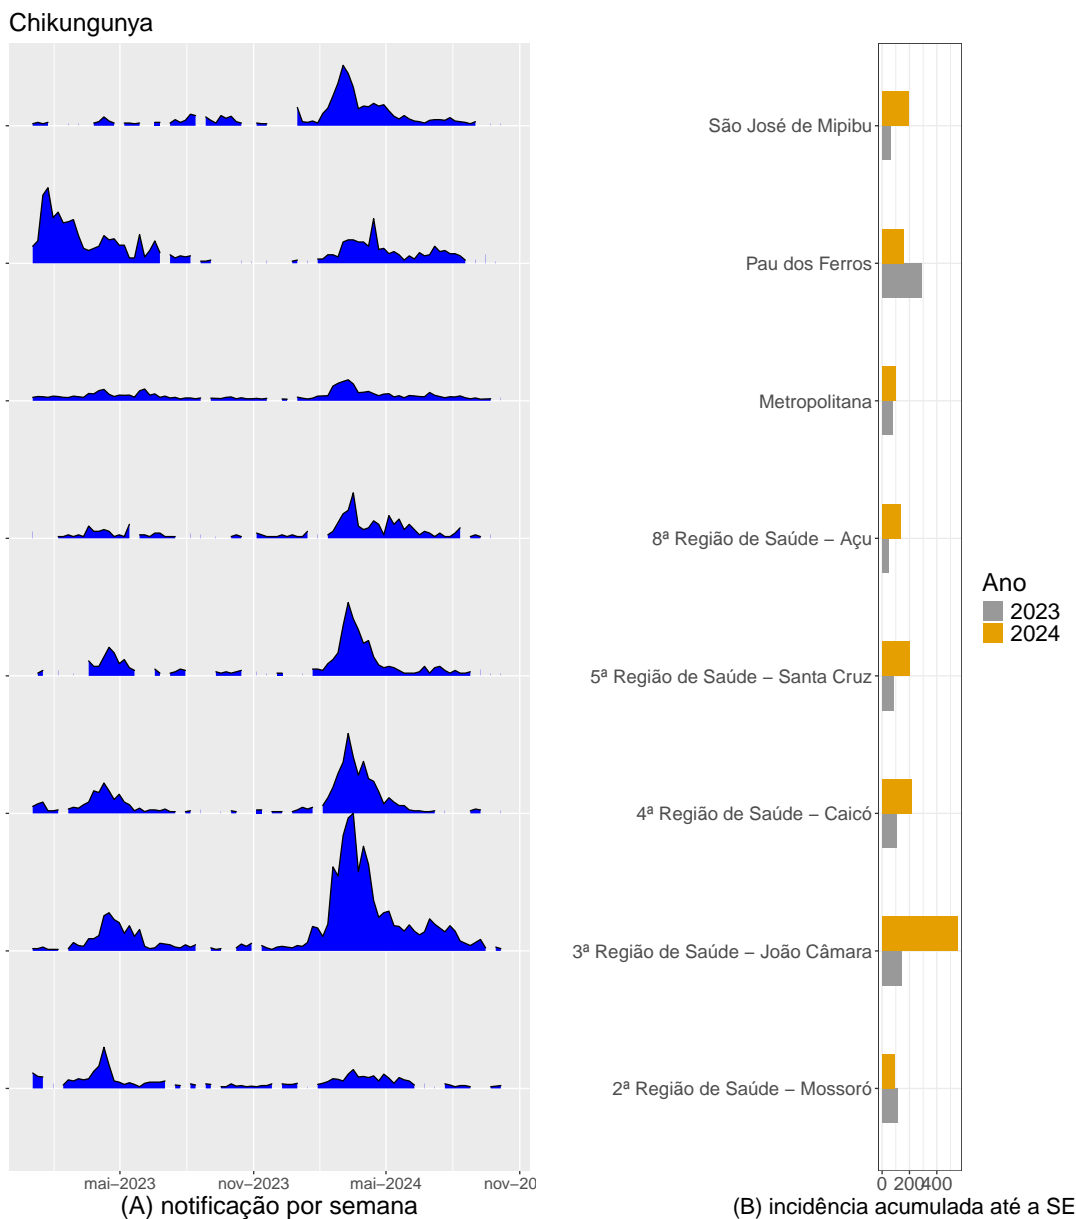 Chikungunya
São José de Mipibu
Pau dos Ferros
Metropolitana
8ª Região de Saúde – Açu
5ª Região de Saúde – Santa Cruz
4ª Região de Saúde – Caicó
3ª Região de Saúde – João Câmara
2ª Região de Saúde – Mossoró
Ano
2023
2024
mai–2023 nov–2023 mai–2024 nov–20
0 200 400
(A) notificação por semana
(B) incidência acumulada até a SE